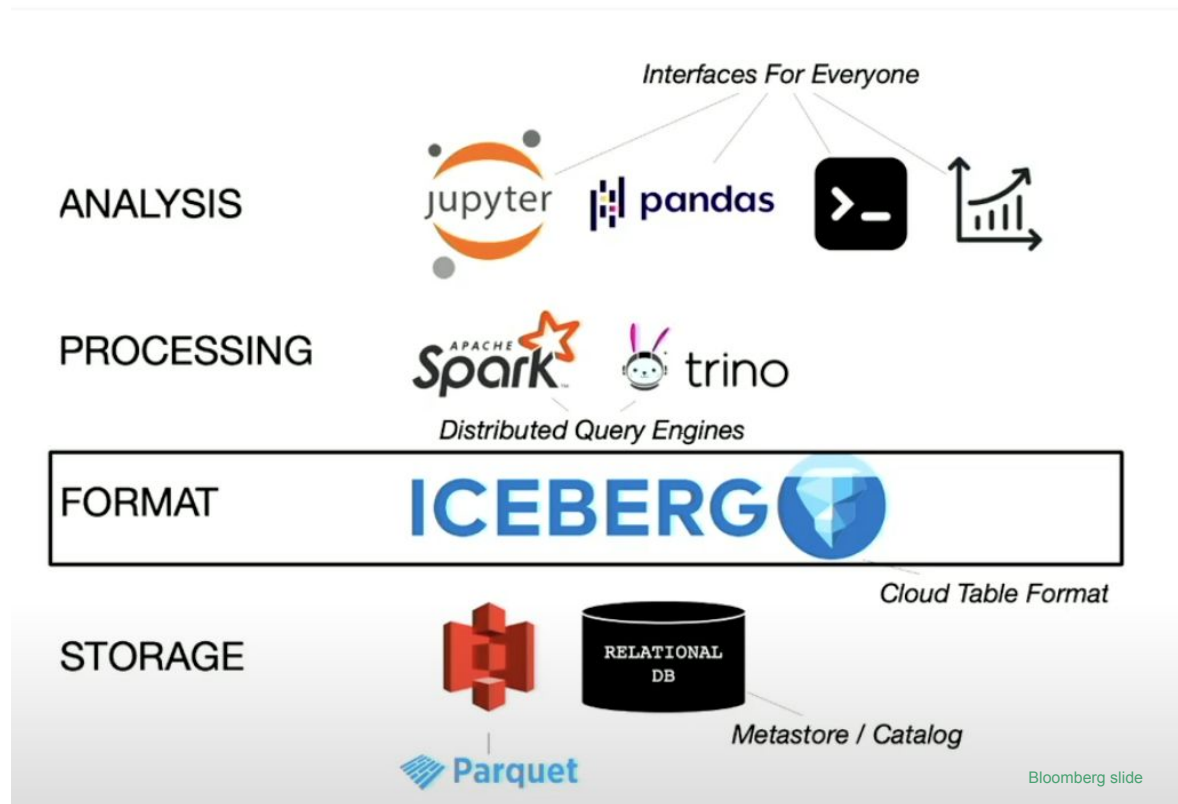 Interfaces For Everyone
ANALYSIS
jupyter
pandas
>_
PROCESSING
APACHE
Spark™
trino
Distributed Query Engines
FORMAT
ICEBERG
Cloud Table Format
STORAGE
RELATIONAL
DB
Metastore / Catalog
Parquet
Bloomberg slide